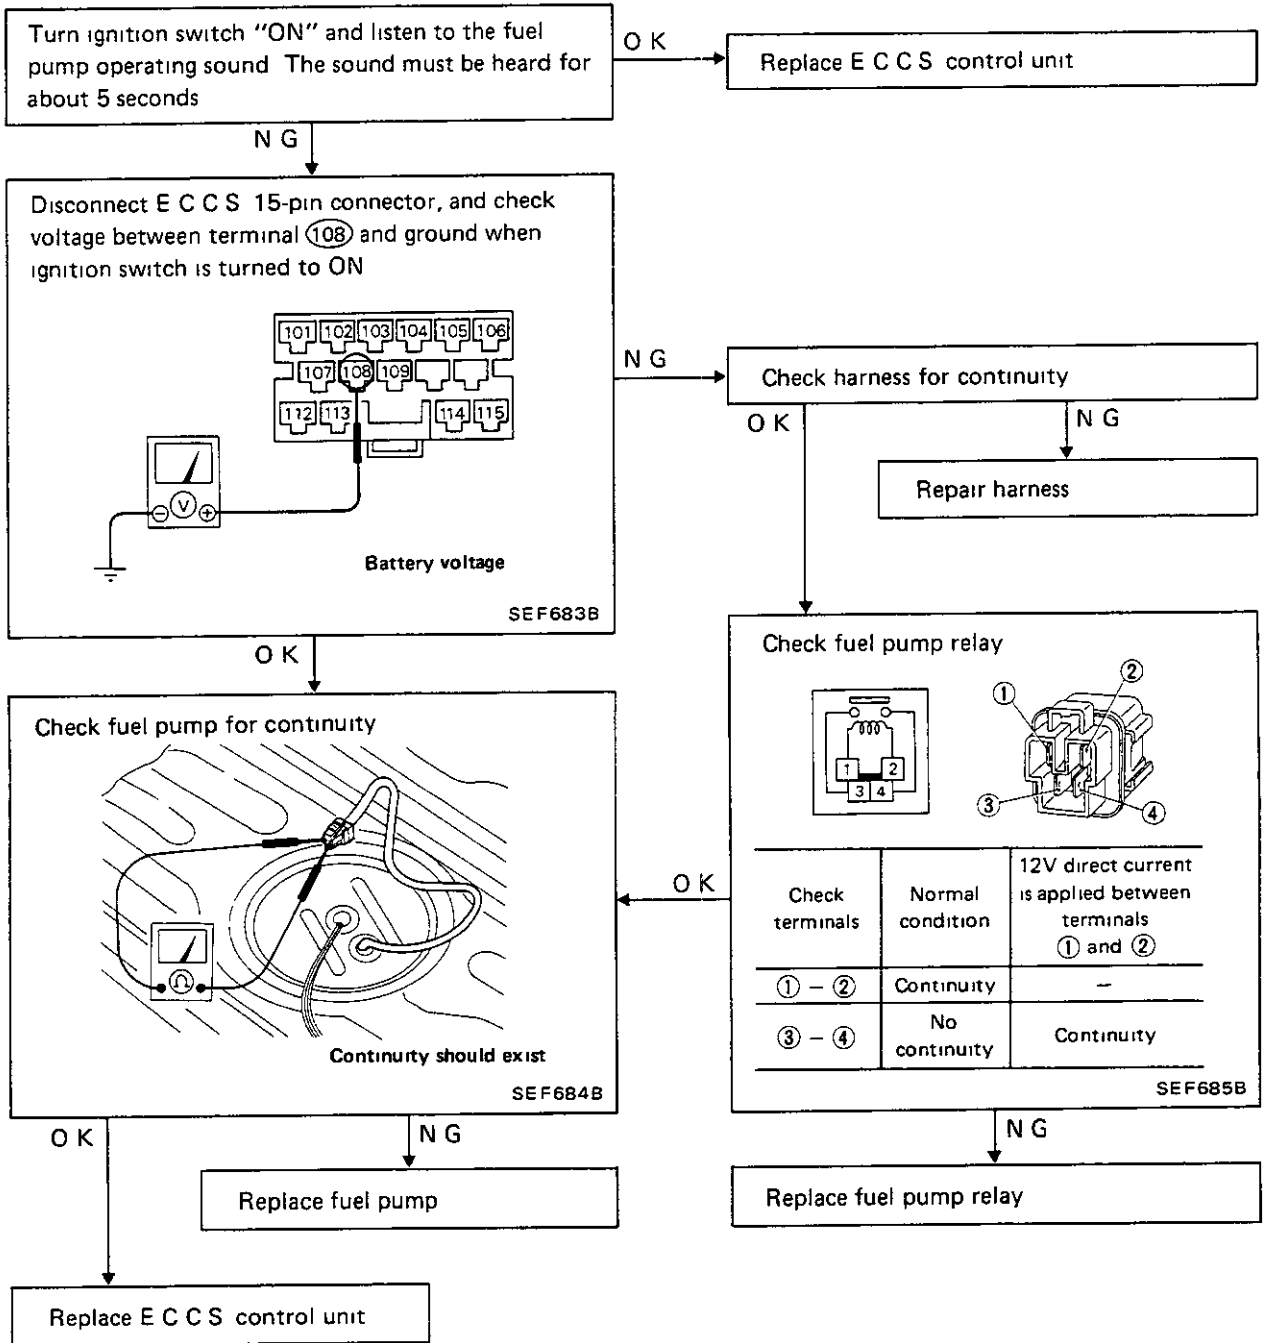 Turn ignition switch "ON" and listen to the fuel
pump operating sound The sound must be heard for
about 5 seconds
O K
Replace E C C S control unit
N G
Disconnect E C C S 15-pin connector, and check
voltage between terminal 108 and ground when
ignition switch is turned to ON
101 102 103 104 105 106
107 108 109
112 113 114 115
V
Battery voltage
SEF683B
N G
Check harness for continuity
O K
N G
Repair harness
O K
Check fuel pump for continuity
Ω
Continuity should exist
SEF684B
Check fuel pump relay
1 2
3 4
1
2
3
4
Check
terminals
Normal
condition
12V direct current
is applied between
terminals
① and ②
① – ②
Continuity
–
③ – ④
No
continuity
Continuity
SEF685B
O K
O K
N G
Replace fuel pump
N G
Replace fuel pump relay
Replace E C C S control unit